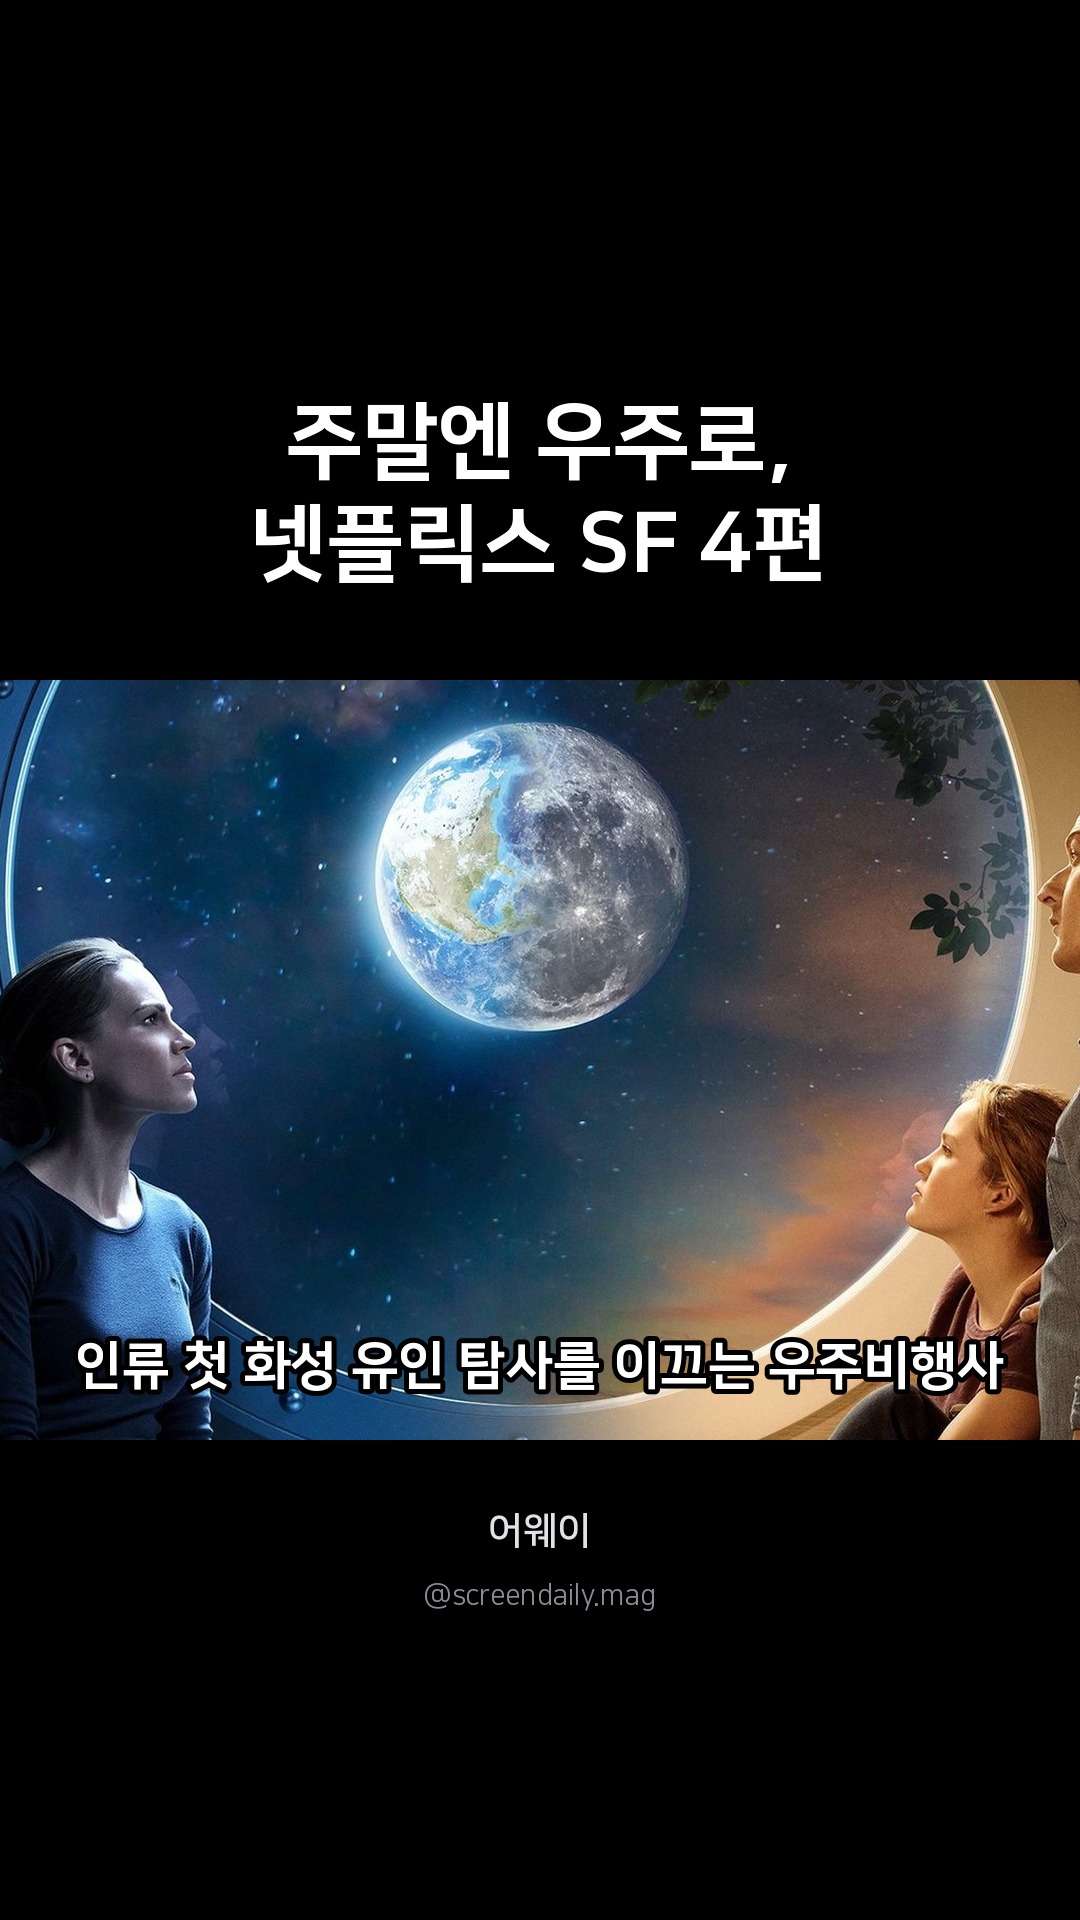 주말엔 우주로,
넷플릭스 SF 4편
인류 첫 화성 유인 탐사를 이끄는 우주비행사
어웨이
@screendaily.mag